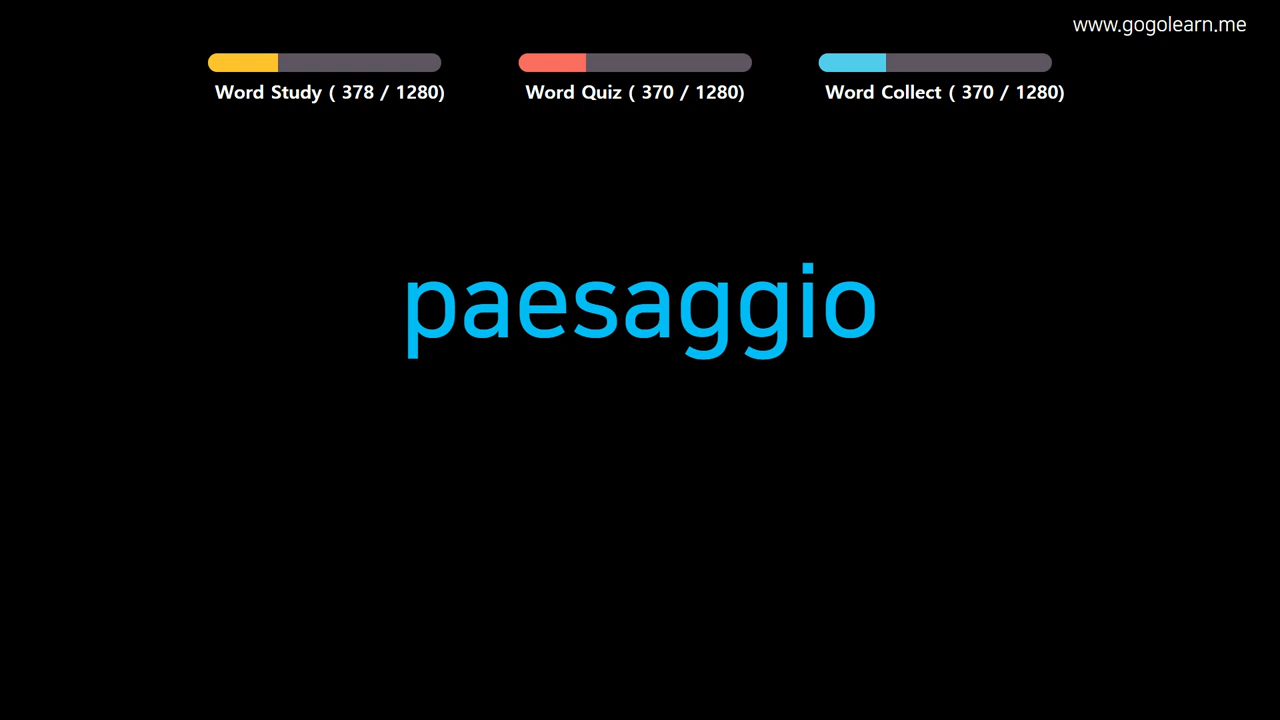 www.gogolearn.me
Word Study ( 378 / 1280)
Word Quiz ( 370 / 1280)
Word Collect ( 370 / 1280)
paesaggio